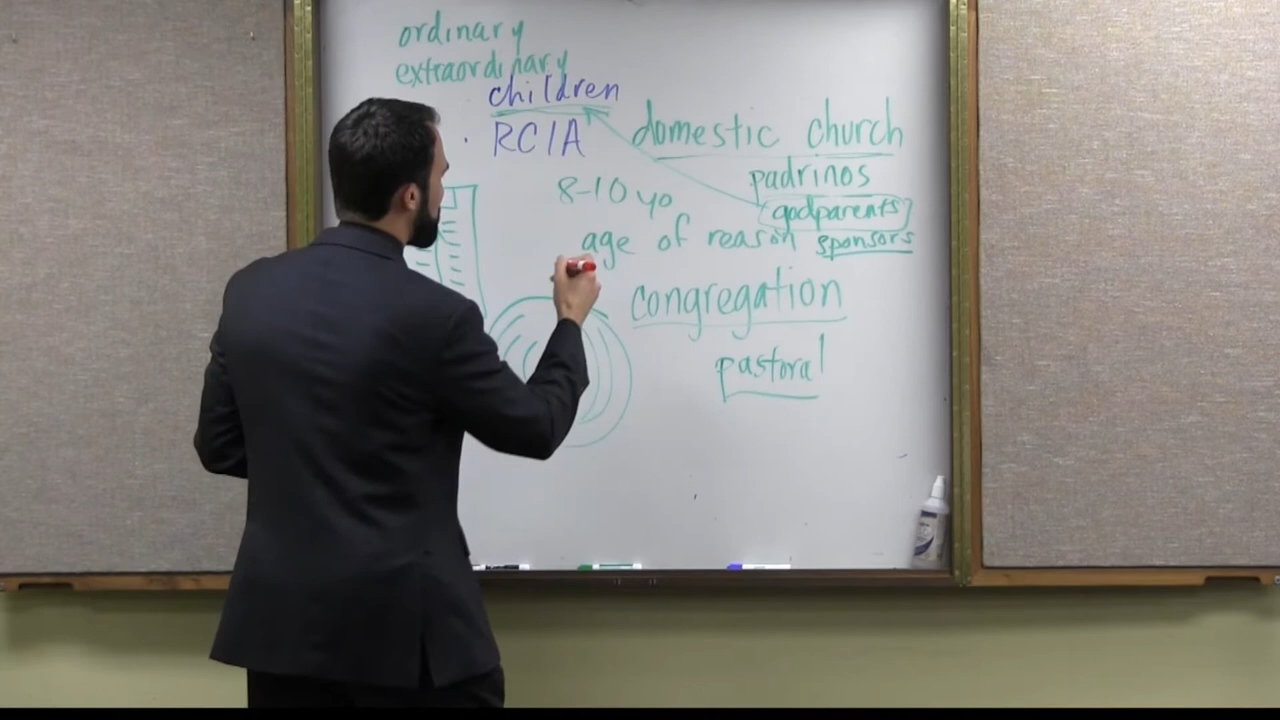 ordinary
extraordinary
children
· RCIA
domestic church
padrinos
8-10 yo
godparents
age of reason sponsors
congregation
pastoral